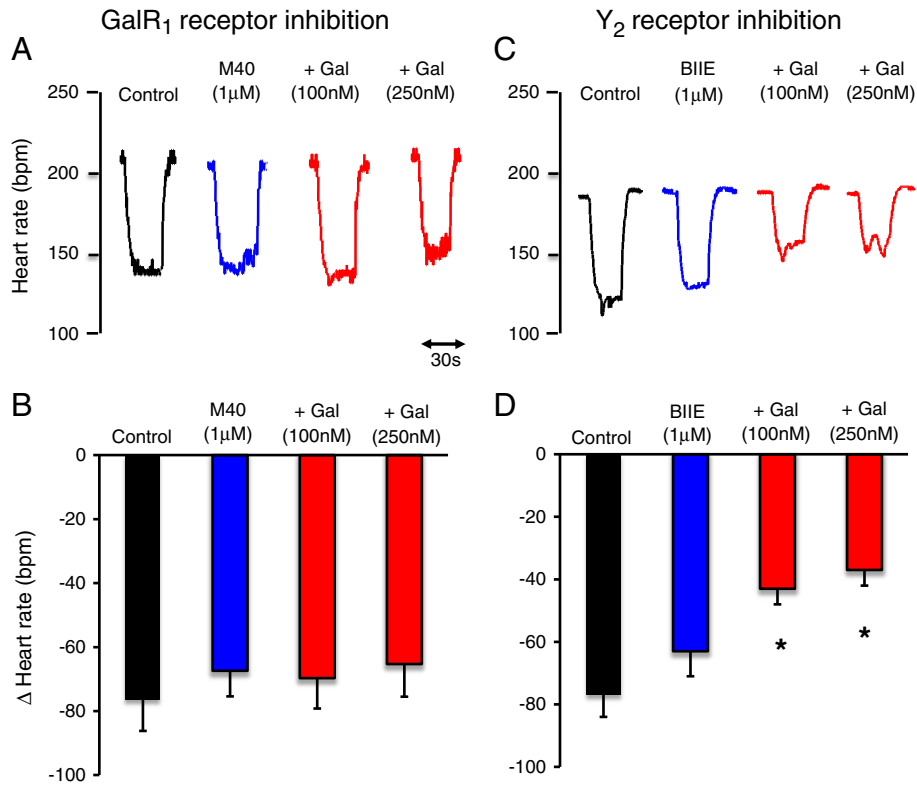 GalR1 receptor inhibition
Y2 receptor inhibition
A
Control
M40
(1μM)
+ Gal
(100nM)
+ Gal
(250nM)
Heart rate (bpm)
250
200
150
100
30s
C
Control
BIIE
(1μM)
+ Gal
(100nM)
+ Gal
(250nM)
250
200
150
100
B
Control
M40
(1μM)
+ Gal
(100nM)
+ Gal
(250nM)
Δ Heart rate (bpm)
0
-20
-40
-60
-80
-100
D
Control
BIIE
(1μM)
+ Gal
(100nM)
+ Gal
(250nM)
0
-20
-40
-60
-80
-100
*
*